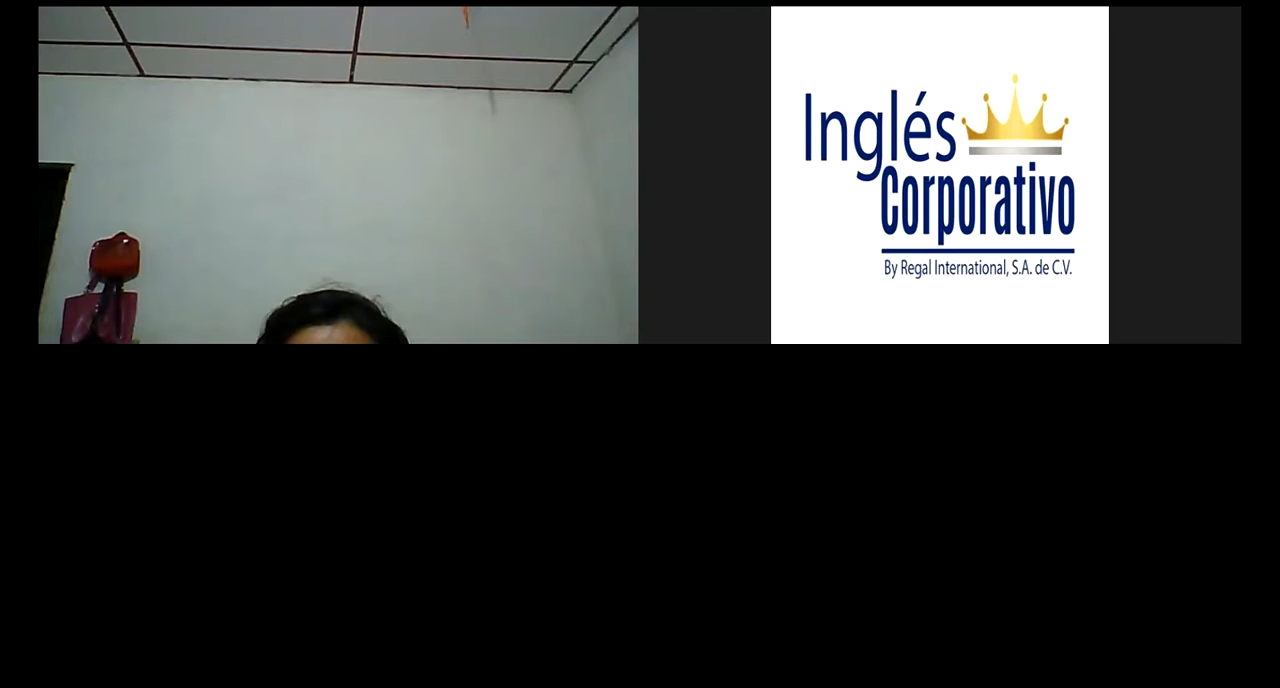 Inglés
Corporativo
By Regal International, S.A. de C.V.